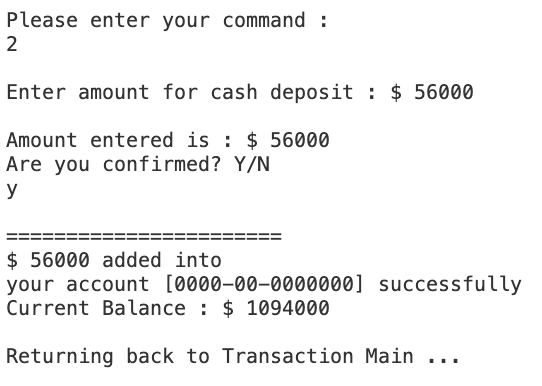 Please enter your command :
2
Enter amount for cash deposit : $ 56000
Amount entered is : $ 56000
Are you confirmed? Y/N
y
=======================
$ 56000 added into
your account [0000-00-0000000] successfully
Current Balance : $ 1094000
Returning back to Transaction Main ...